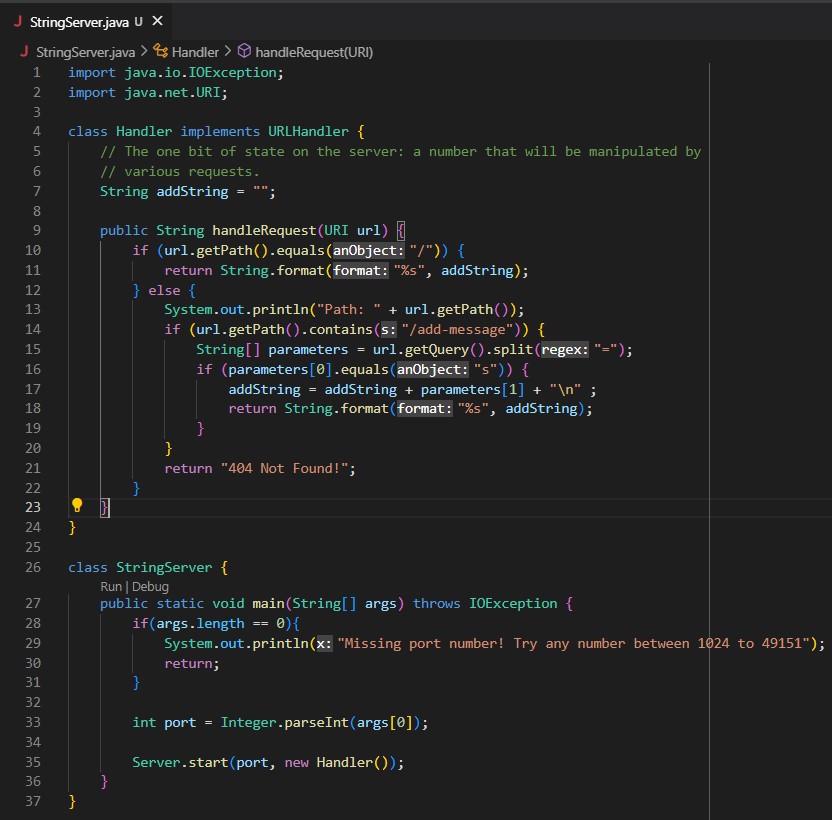 J StringServer.java U ×
J StringServer.java > Handler > handleRequest(URI)
1 import java.io.IOException;
2 import java.net.URI;
3
4 class Handler implements URLHandler {
5 // The one bit of state on the server: a number that will be manipulated by
6 // various requests.
7 String addString = "";
8
9 public String handleRequest(URI url) {
10 if (url.getPath().equals(anObject: "/")) {
11 return String.format(format: "%s", addString);
12 } else {
13 System.out.println("Path: " + url.getPath());
14 if (url.getPath().contains(s: "/add-message")) {
15 String[] parameters = url.getQuery().split(regex: "=");
16 if (parameters[0].equals(anObject: "s")) {
17 addString = addString + parameters[1] + "\n" ;
18 return String.format(format: "%s", addString);
19 }
20 }
21 return "404 Not Found!";
22 }
23 }
24 }
25
26 class StringServer {
Run | Debug
27 public static void main(String[] args) throws IOException {
28 if(args.length == 0){
29 System.out.println(x: "Missing port number! Try any number between 1024 to 49151");
30 return;
31 }
32
33 int port = Integer.parseInt(args[0]);
34
35 Server.start(port, new Handler());
36 }
37 }